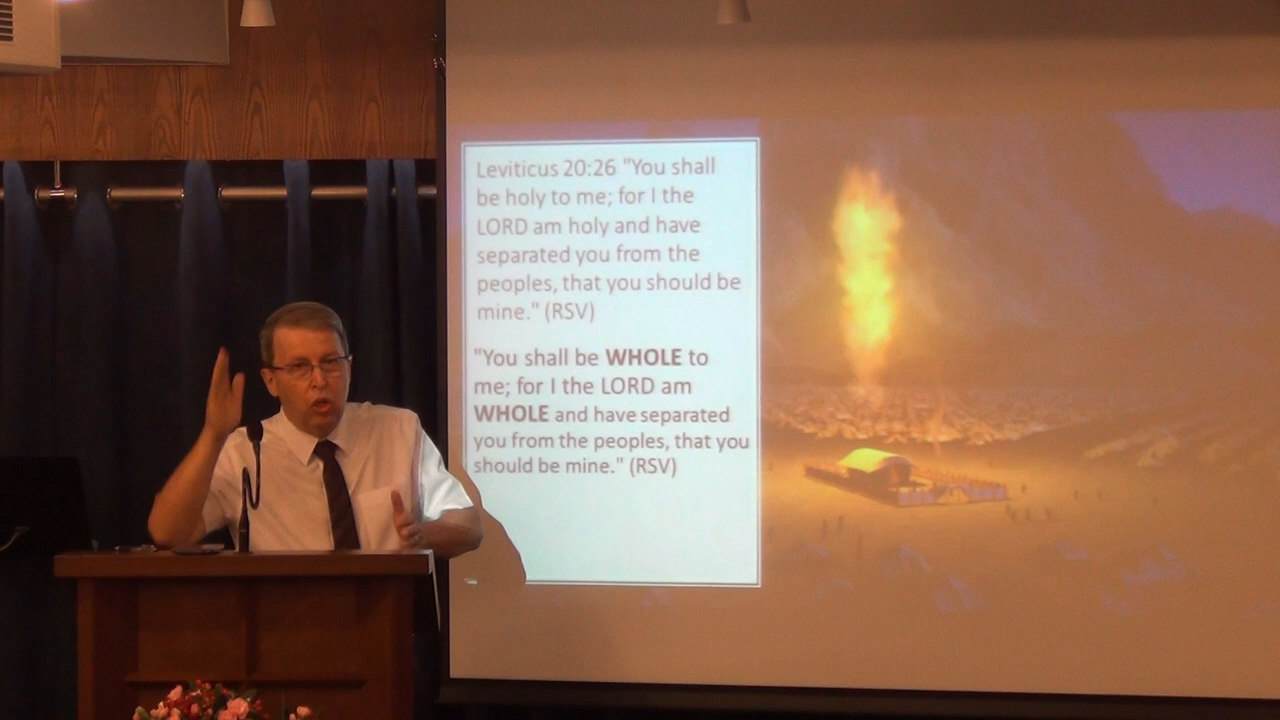 Leviticus 20:26 "You shall
be holy to me; for I the
LORD am holy and have
separated you from the
peoples, that you should be
mine." (RSV)
"You shall be WHOLE to
me; for I the LORD am
WHOLE and have separated
you from the peoples, that you
should be mine." (RSV)